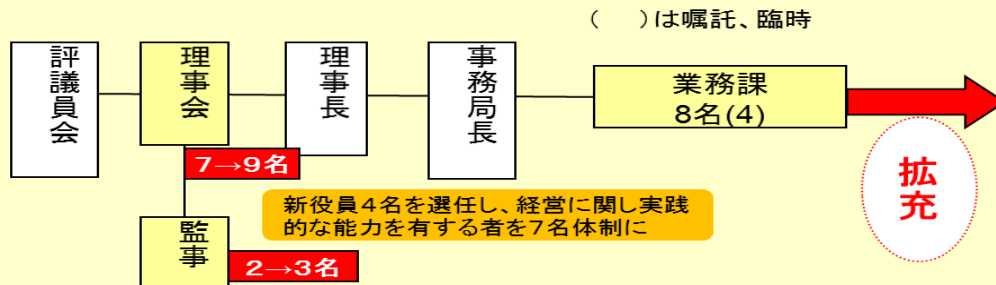 (　)は嘱託、臨時
評議員会
理事会
理事長
事務局長
業務課
8名(4)
7→9名
拡充
新役員4名を選任し、経営に関し実践
的な能力を有する者を7名体制に
監事
2→3名